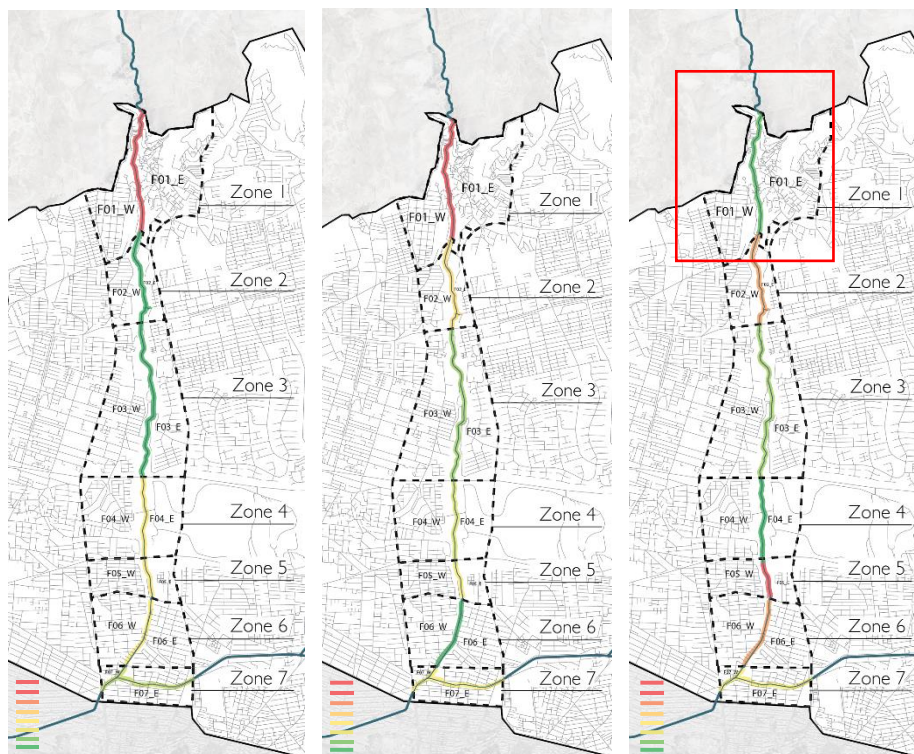 F01_E
Zone 1
F01_W
Zone 2
F02_W
Zone 3
F03_W
F03_E
Zone 4
F04_W
F04_E
Zone 5
F05_W
F06_W
Zone 6
F06_E
Zone 7
F07_E
F01_E
Zone 1
F01_W
Zone 2
F02_W
Zone 3
F03_W
F03_E
Zone 4
F04_W
F04_E
Zone 5
F05_W
F06_W
Zone 6
F06_E
Zone 7
F07_E
F01_E
Zone 1
F01_W
Zone 2
F02_W
Zone 3
F03_W
F03_E
Zone 4
F04_W
F04_E
Zone 5
F05_W
F06_W
Zone 6
F06_E
Zone 7
F07_E